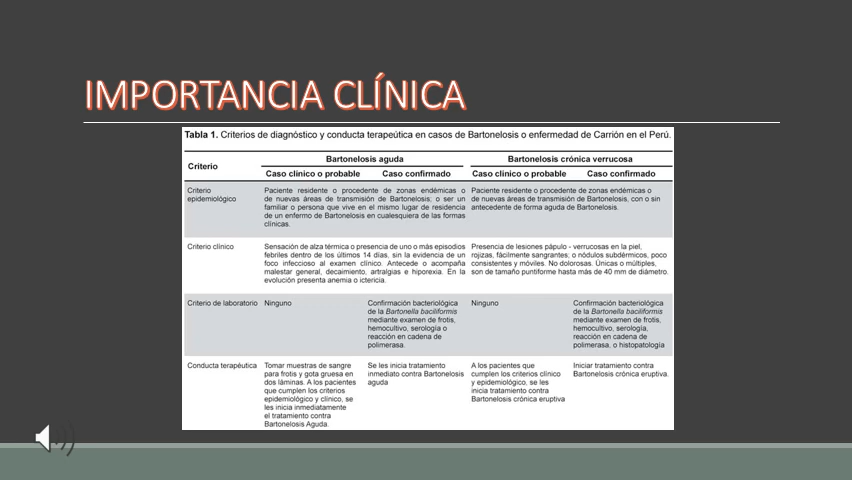 IMPORTANCIA CLÍNICA
Tabla 1. Criterios de diagnóstico y conducta terapeútica en casos de Bartonelosis o enfermedad de Carrión en el Perú.
Criterio
Bartonelosis aguda
Bartonelosis crónica verrucosa
Caso clínico o probable
Caso confirmado
Caso clínico o probable
Caso confirmado
Criterio
epidemiológico
Paciente residente o procedente de zonas endémicas o
de nuevas áreas de transmisión de Bartonelosis; o ser un
familiar o persona que vive en el mismo lugar de residencia
de un enfermo de Bartonelosis en cualesquiera de las formas
clínicas.
Paciente residente o procedente de zonas endémicas o
de nuevas áreas de transmisión de Bartonelosis, con o sin
antecedente de forma aguda de Bartonelosis.
Criterio clínico
Sensación de alza térmica o presencia de uno o más episodios
febriles dentro de los últimos 14 días, sin la evidencia de un
foco infeccioso al examen clínico. Antecede o acompaña
malestar general, decaimiento, artralgias e hiporexia. En la
evolución presenta anemia o ictericia.
Presencia de lesiones pápulo - verrucosas en la piel,
rojizas, fácilmente sangrantes; o nódulos subdérmicos, poco
consistentes y móviles. No dolorosas. Únicas o múltiples,
son de tamaño puntiforme hasta más de 40 mm de diámetro.
Criterio de laboratorio
Ninguno
Confirmación bacteriológica
de la Bartonella baciliformis
mediante examen de frotis,
hemocultivo, serología o
reacción en cadena de
polimerasa.
Ninguno
Confirmación bacteriológica
de la Bartonella baciliformis
mediante examen de frotis,
hemocultivo, serología,
reacción en cadena de
polimerasa, o histopatología
Conducta terapéutica
Tomar muestras de sangre
para frotis y gota gruesa en
dos láminas. A los pacientes
que cumplen los criterios
epidemiológico y clínico, se
les inicia inmediatamente
el tratamiento contra
Bartonelosis Aguda.
Se les inicia tratamiento
inmediato contra Bartonelosis
aguda
A los pacientes que
cumplen los criterios clínico
y epidemiológico, se les
inicia tratamiento contra
Bartonelosis crónica eruptiva
Iniciar tratamiento contra
Bartonelosis crónica eruptiva.